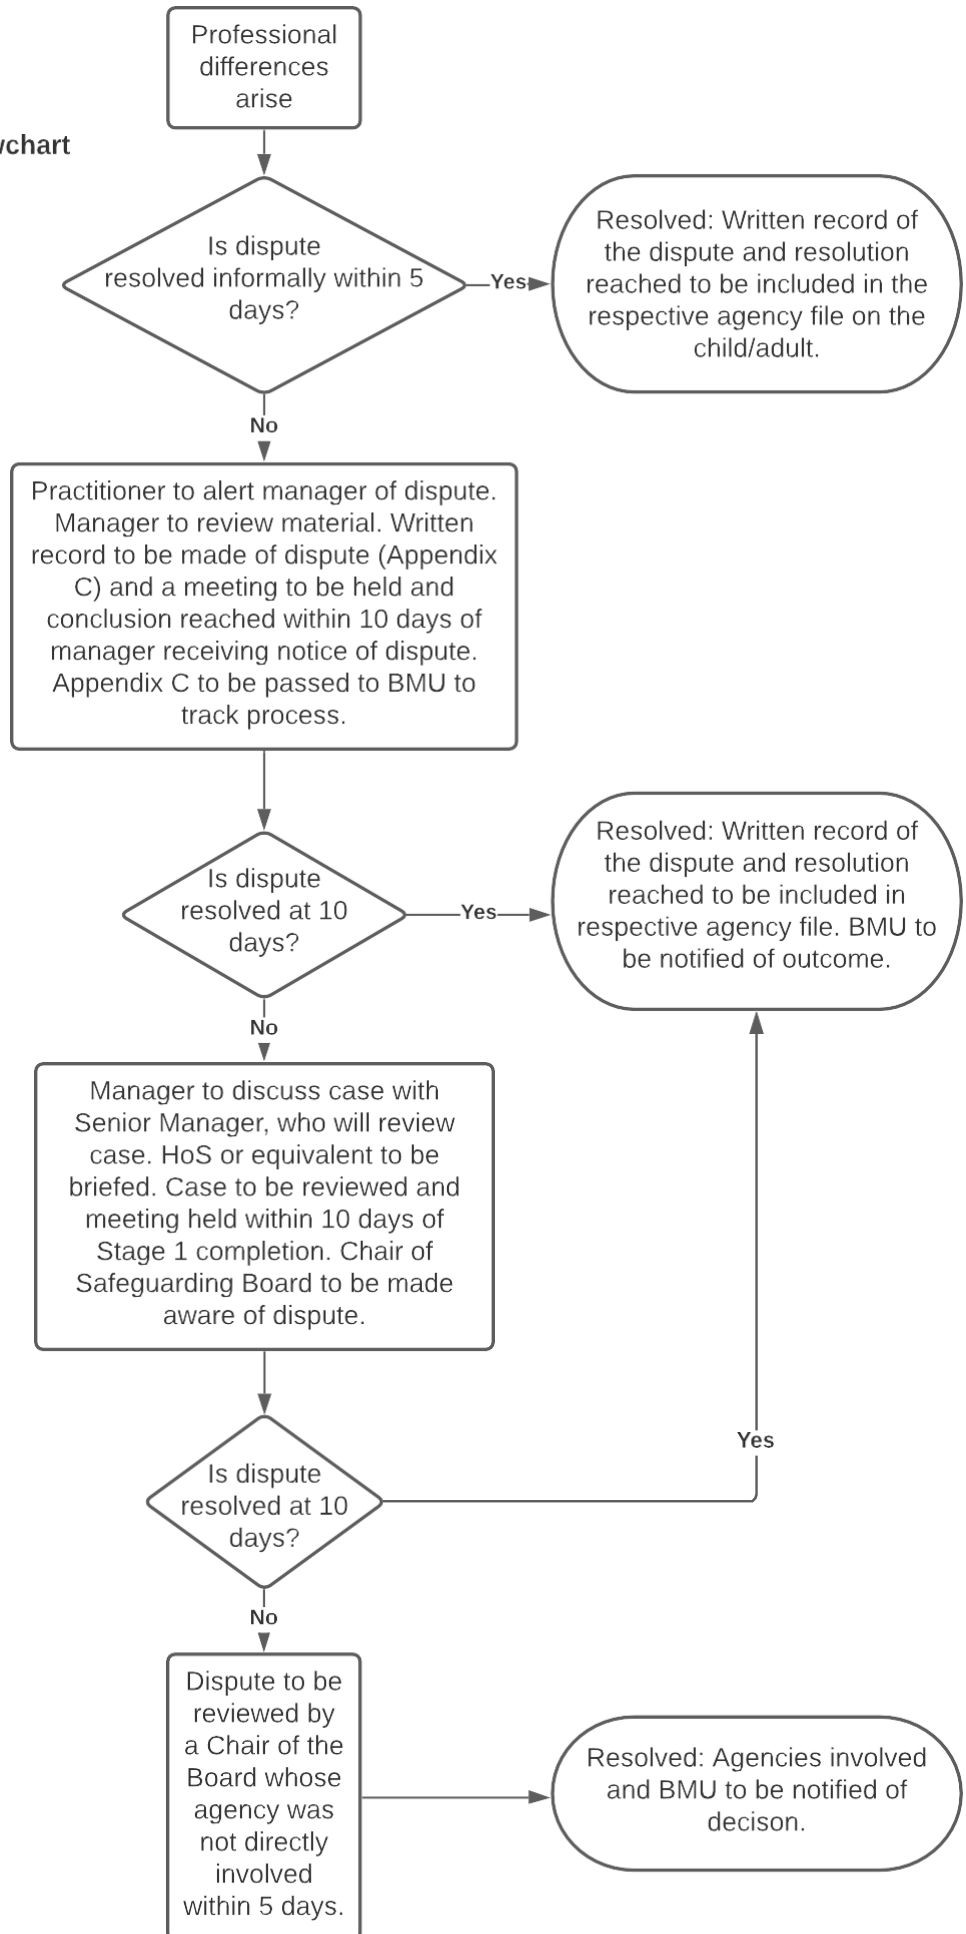 Professional
differences
arise
wchart
Is dispute
resolved informally within 5
days?
Yes
Resolved: Written record of
the dispute and resolution
reached to be included in the
respective agency file on the
child/adult.
No
Practitioner to alert manager of dispute.
Manager to review material. Written
record to be made of dispute (Appendix
C) and a meeting to be held and
conclusion reached within 10 days of
manager receiving notice of dispute.
Appendix C to be passed to BMU to
track process.
Is dispute
resolved at 10
days?
Yes
Resolved: Written record of
the dispute and resolution
reached to be included in
respective agency file. BMU to
be notified of outcome.
No
Manager to discuss case with
Senior Manager, who will review
case. HoS or equivalent to be
briefed. Case to be reviewed and
meeting held within 10 days of
Stage 1 completion. Chair of
Safeguarding Board to be made
aware of dispute.
Is dispute
resolved at 10
days?
Yes
No
Dispute to be
reviewed by
a Chair of the
Board whose
agency was
not directly
involved
within 5 days.
Resolved: Agencies involved
and BMU to be notified of
decison.